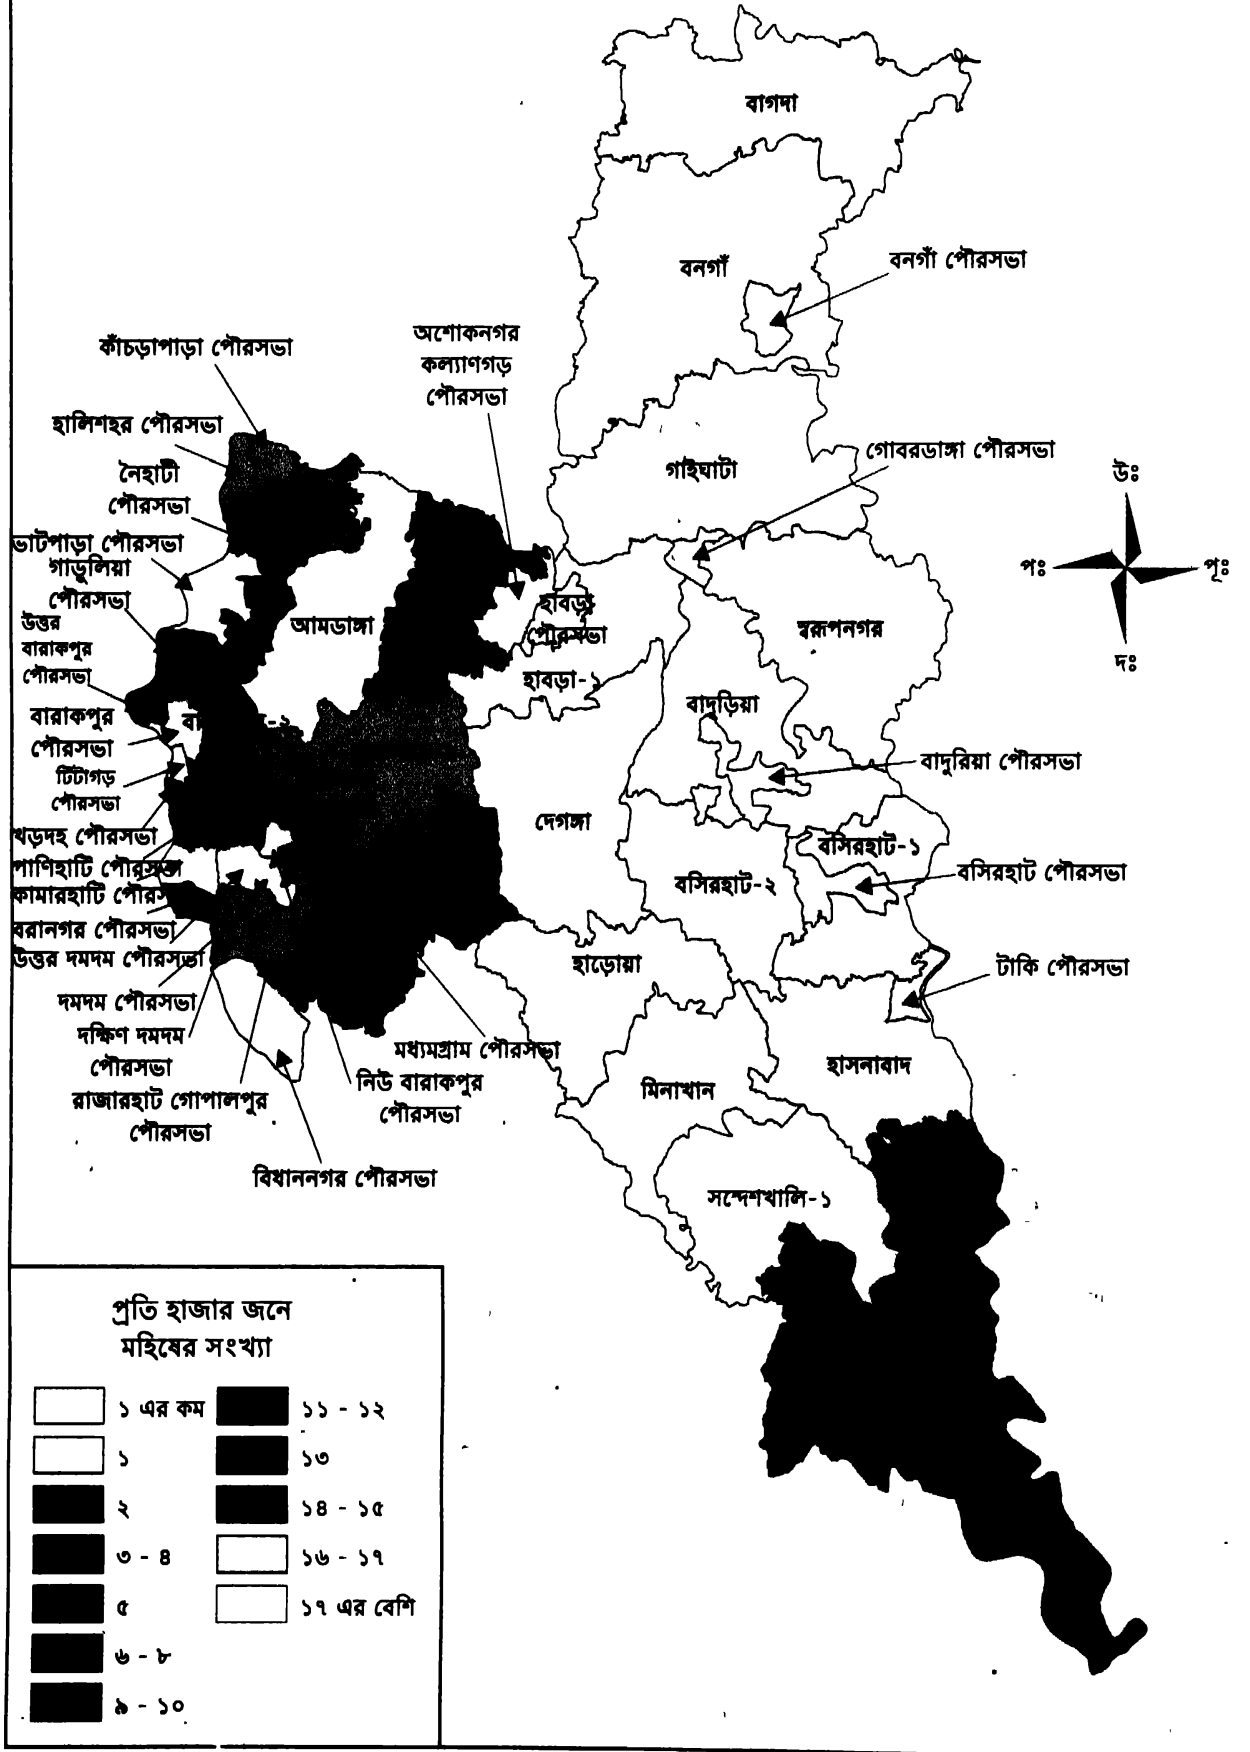 বাগদা
বনগাঁ
বনগাঁ পৌরসভা
অশোকনগর
কল্যাণগড়
পৌরসভা
কাঁচড়াপাড়া পৌরসভা
হালিশহর পৌরসভা
নৈহাটী
পৌরসভা
ভাটপাড়া পৌরসভা
গাড়ুলিয়া
পৌরসভা
উত্তর
বারাকপুর
পৌরসভা
বারাকপুর
পৌরসভা
টিটাগড়
পৌরসভা
খড়দহ পৌরসভা
পাণিহাটি পৌরসভা
কামারহাটি পৌরস
বরানগর পৌরসভা
উত্তর দমদম পৌরসভা
দমদম পৌরসভা
দক্ষিণ দমদম
পৌরসভা
রাজারহাট গোপালপুর
পৌরসভা
বিধাননগর পৌরসভা
নিউ বারাকপুর
পৌরসভা
মধ্যমগ্রাম পৌরসভা
আমডাঙ্গা
গাইঘাটা
গোবরডাঙ্গা পৌরসভা
হাবড়া
পৌরসভা
হাবড়া-১
স্বরূপনগর
বাদুড়িয়া
বাদুরিয়া পৌরসভা
দেগঙ্গা
বসিরহাট-১
বসিরহাট-২
বসিরহাট পৌরসভা
হাড়োয়া
টাকি পৌরসভা
হাসনাবাদ
মিনাখান
সন্দেশখালি-১
উঃ
পঃ
পূঃ
দঃ
প্রতি হাজার জনে
মহিষের সংখ্যা
১ এর কম
১
২
৩ - ৪
৫
৬ - ৮
৯ - ১০
১১ - ১২
১৩
১৪ - ১৫
১৬ - ১৭
১৭ এর বেশি